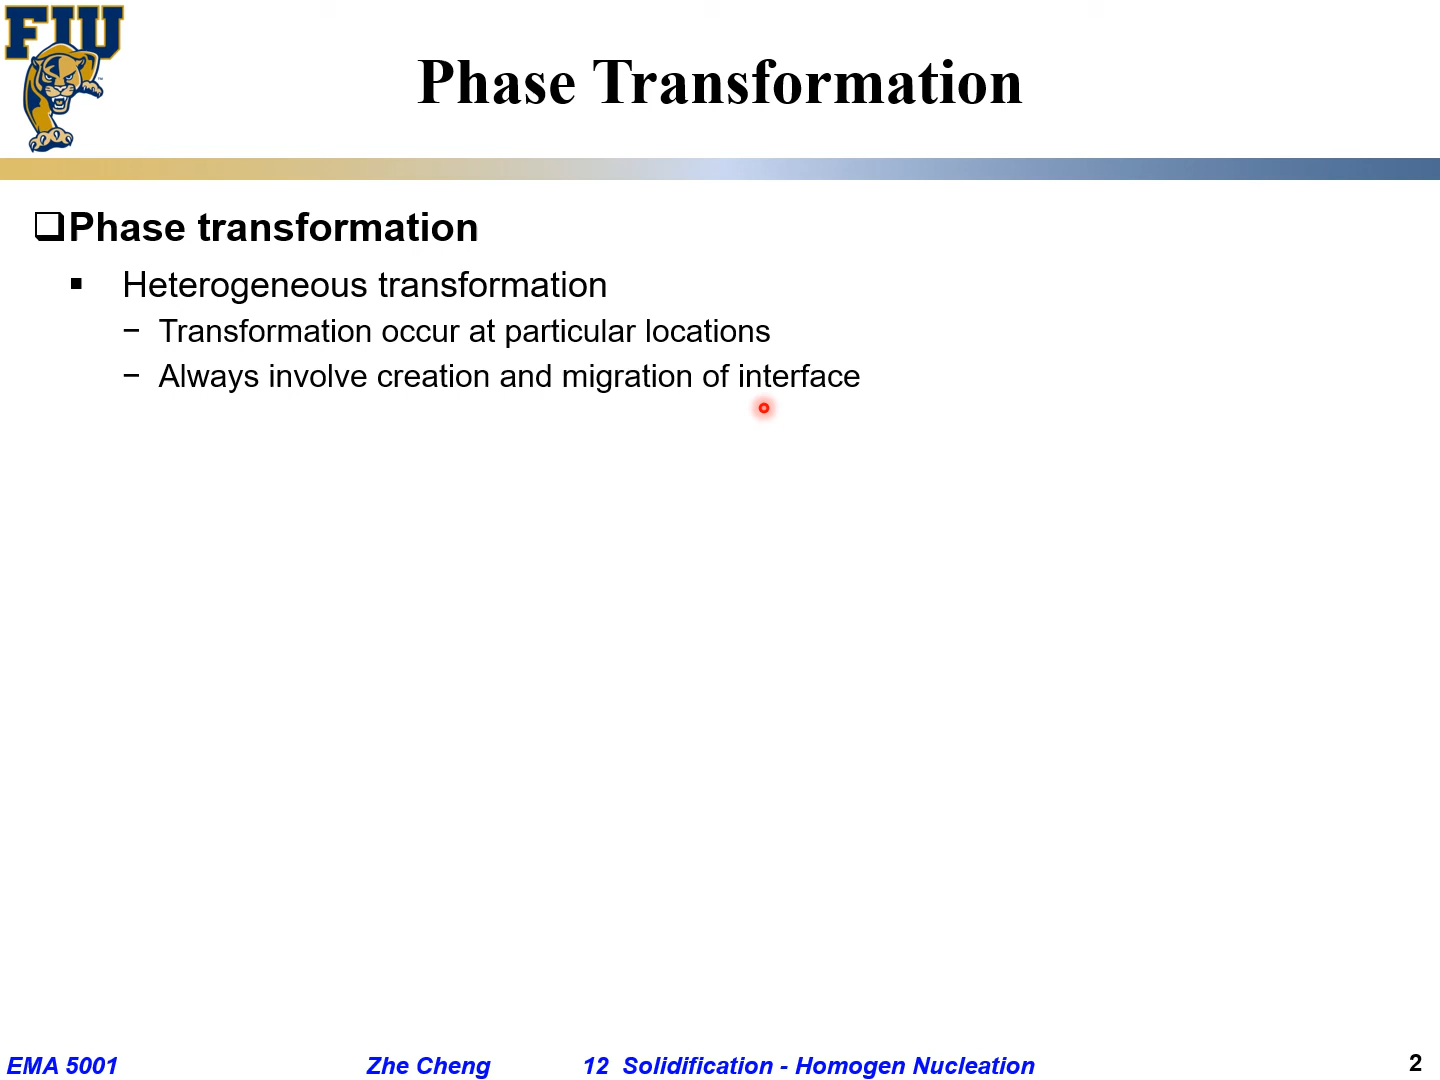 FIU
Phase Transformation
❑Phase transformation
▪ Heterogeneous transformation
− Transformation occur at particular locations
− Always involve creation and migration of interface
EMA 5001 Zhe Cheng 12 Solidification - Homogen Nucleation 2